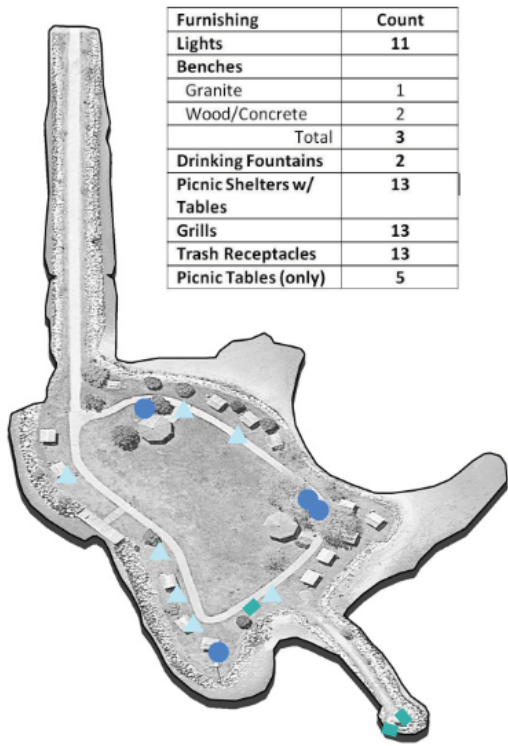 Furnishing Count
Lights 11
Benches
Granite 1
Wood/Concrete 2
Total 3
Drinking Fountains 2
Picnic Shelters w/ 13
Tables
Grills 13
Trash Receptacles 13
Picnic Tables (only) 5